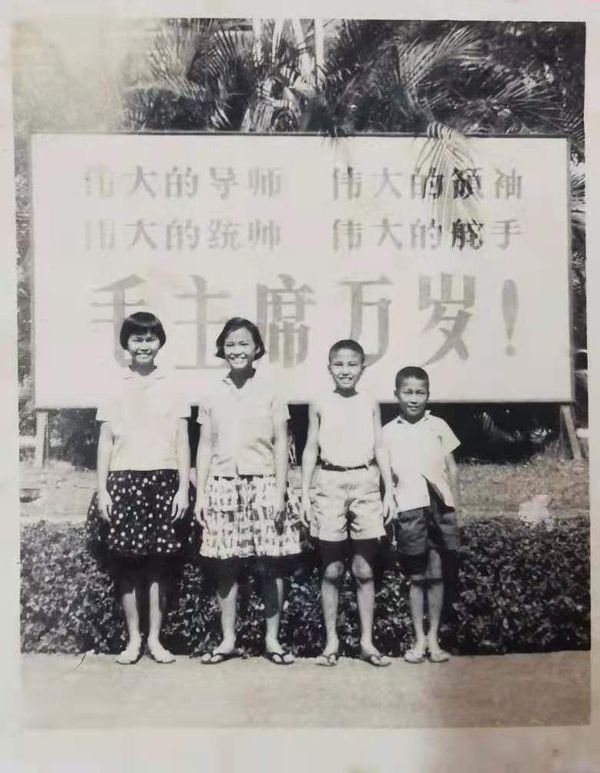 伟大的导师 伟大的领袖
伟大的统师 伟大的舵手
毛主席万岁!